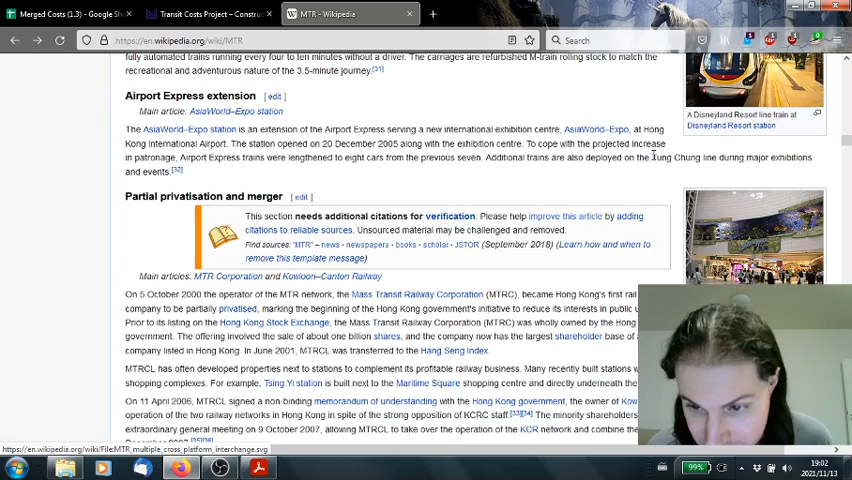 Merged Costs (1.3) - Google Sh
Transit Costs Project – Construc
MTR - Wikipedia
https://en.wikipedia.org/wiki/MTR
Search
fully automated trains running every four to ten minutes without a driver. The carriages are refurbished M-train rolling stock to match the
recreational and adventurous nature of the 3.5-minute journey.[31]
Airport Express extension [ edit ]
Main article: AsiaWorld–Expo station
The AsiaWorld–Expo station is an extension of the Airport Express serving a new international exhibition centre, AsiaWorld–Expo, at Hong
Kong International Airport. The station opened on 20 December 2005 along with the exhibition centre. To cope with the projected increase
in patronage, Airport Express trains were lengthened to eight cars from the previous seven. Additional trains are also deployed on the Tung Chung line during major exhibitions
and events.[32]
A Disneyland Resort line train at
Disneyland Resort station
Partial privatisation and merger [ edit ]
This section needs additional citations for verification. Please help improve this article by adding
citations to reliable sources. Unsourced material may be challenged and removed.
Find sources: "MTR" – news · newspapers · books · scholar · JSTOR (September 2018) (Learn how and when to
remove this template message)
Main articles: MTR Corporation and Kowloon–Canton Railway
On 5 October 2000 the operator of the MTR network, the Mass Transit Railway Corporation (MTRC), became Hong Kong's first rail
company to be partially privatised, marking the beginning of the Hong Kong government's initiative to reduce its interests in public u
Prior to its listing on the Hong Kong Stock Exchange, the Mass Transit Railway Corporation (MTRC) was wholly owned by the Hong
government. The offering involved the sale of about one billion shares, and the company now has the largest shareholder base of a
company listed in Hong Kong. In June 2001, MTRCL was transferred to the Hang Seng Index.
MTRCL has often developed properties next to stations to complement its profitable railway business. Many recently built stations w
shopping complexes. For example, Tsing Yi station is built next to the Maritime Square shopping centre and directly underneath the
On 11 April 2006, MTRCL signed a non-binding memorandum of understanding with the Hong Kong government, the owner of Kow
operation of the two railway networks in Hong Kong in spite of the strong opposition of KCRC staff.[33][34] The minority shareholders
extraordinary general meeting on 9 October 2007, allowing MTRCL to take over the operation of the KCR network and combine the
December 2007.[35][36]
https://en.wikipedia.org/wiki/File:MTR_multiple_cross_platform_interchange.svg
99%
19:02
2021/11/13